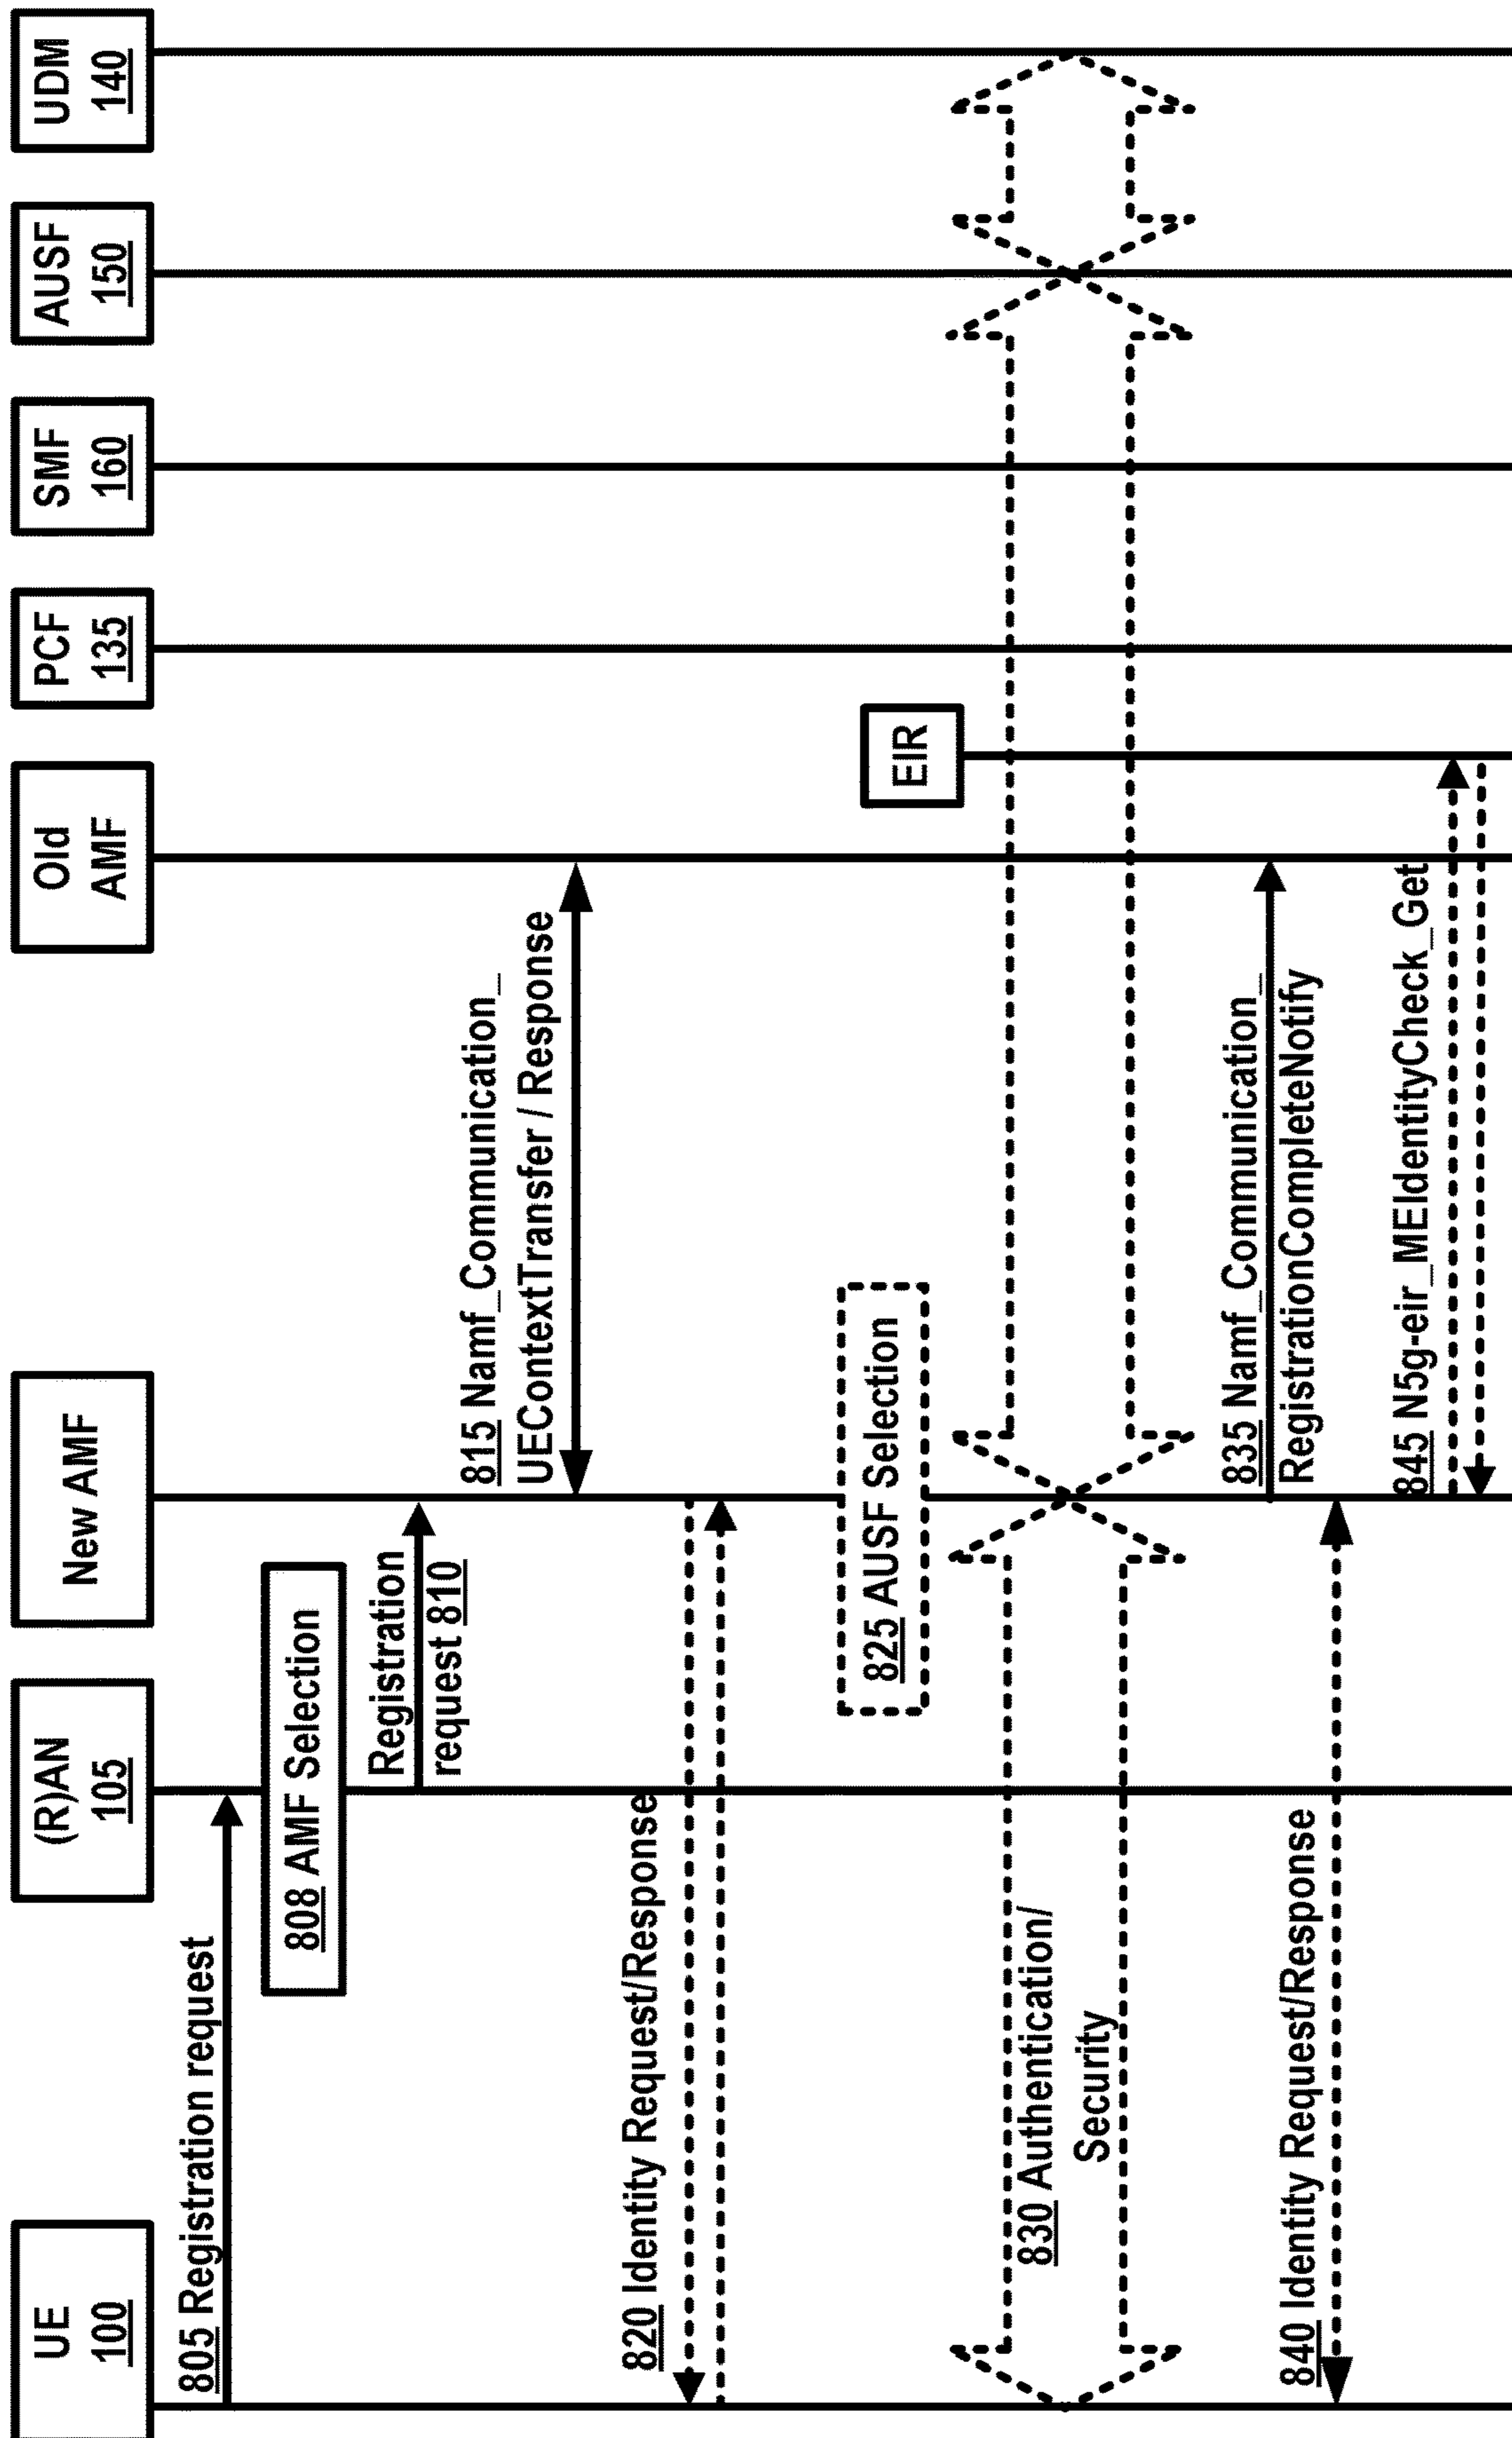 UE
100
(R)AN
105
New AMF
Old
AMF
PCF
135
SMF
160
AUSF
150
UDM
140
805 Registration request
808 AMF Selection
Registration
request 810
815 Namf_Communication_
UEContextTransfer / Response
820 Identity Request/Response
825 AUSF Selection
EIR
830 Authentication/
Security
835 Namf_Communication_
RegistrationCompleteNotify
840 Identity Request/Response
845 N5g-eir_MEIdentityCheck_Get